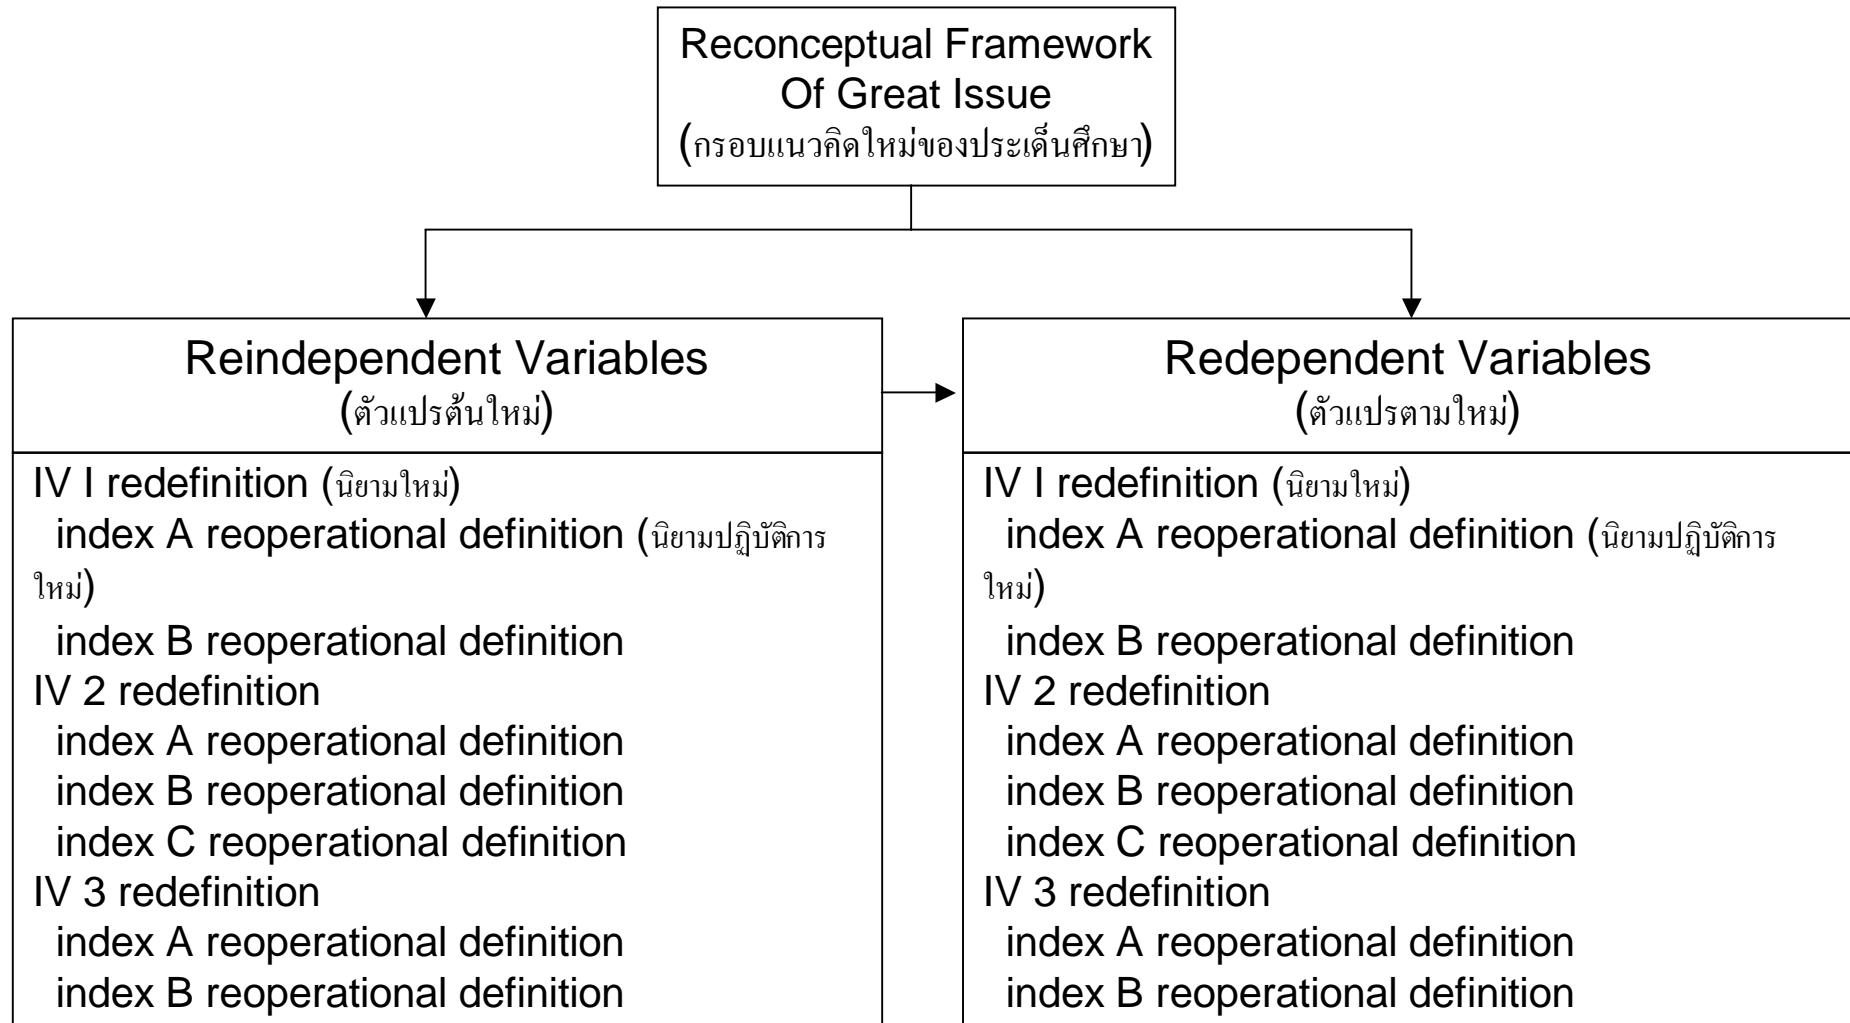 Reconceptual Framework
Of Great Issue
(กรอบแนวคิดใหม่ของประเด็นศึกษา)
Reindependent Variables
(ตัวแปรต้นใหม่)
IV I redefinition (นิยามใหม่)
index A reoperational definition (นิยามปฏิบัติการ
ใหม่)
index B reoperational definition
IV 2 redefinition
index A reoperational definition
index B reoperational definition
index C reoperational definition
IV 3 redefinition
index A reoperational definition
index B reoperational definition
Redependent Variables
(ตัวแปรตามใหม่)
IV I redefinition (นิยามใหม่)
index A reoperational definition (นิยามปฏิบัติการ
ใหม่)
index B reoperational definition
IV 2 redefinition
index A reoperational definition
index B reoperational definition
index C reoperational definition
IV 3 redefinition
index A reoperational definition
index B reoperational definition